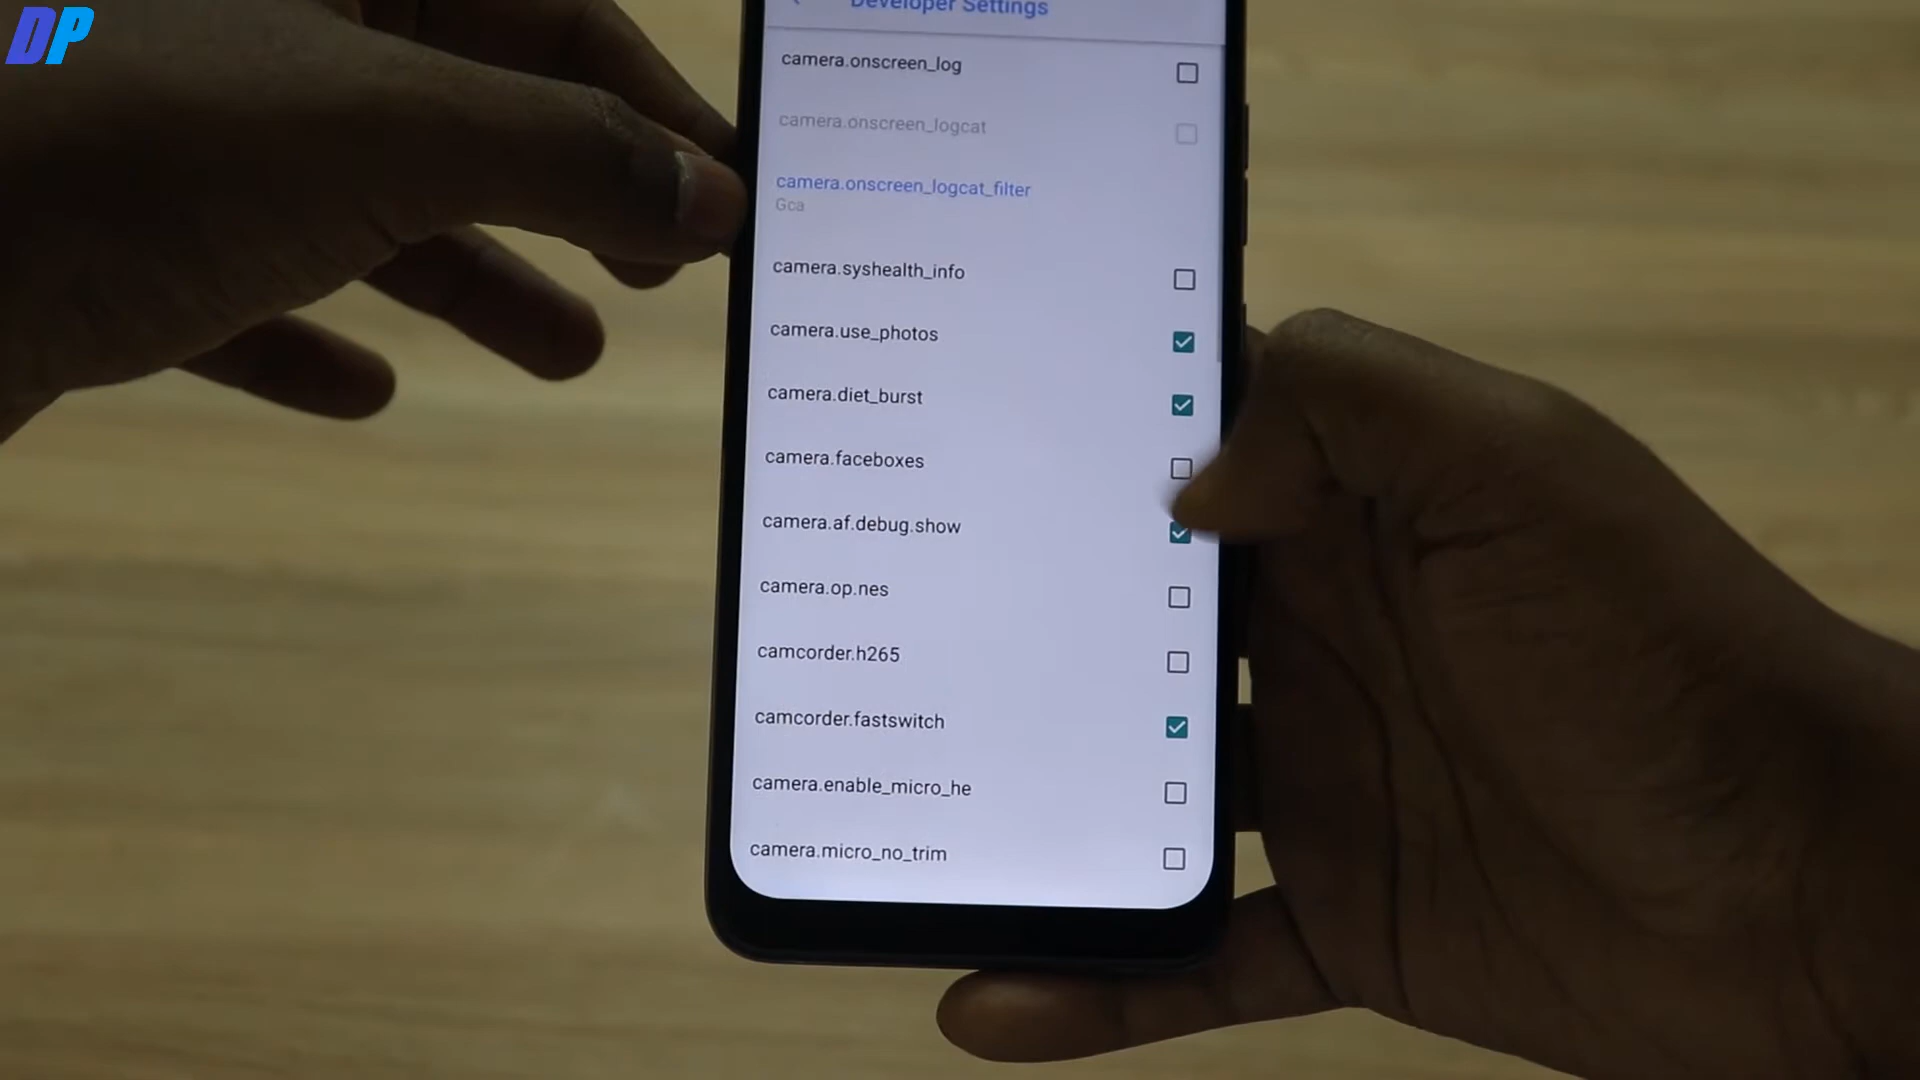 DP
Developer Settings
camera.onscreen_log
camera.onscreen_logcat
camera.onscreen_logcat_filter
Gca
camera.syshealth_info
camera.use_photos
camera.diet_burst
camera.faceboxes
camera.af.debug.show
camera.op.nes
camcorder.h265
camcorder.fastswitch
camera.enable_micro_he
camera.micro_no_trim